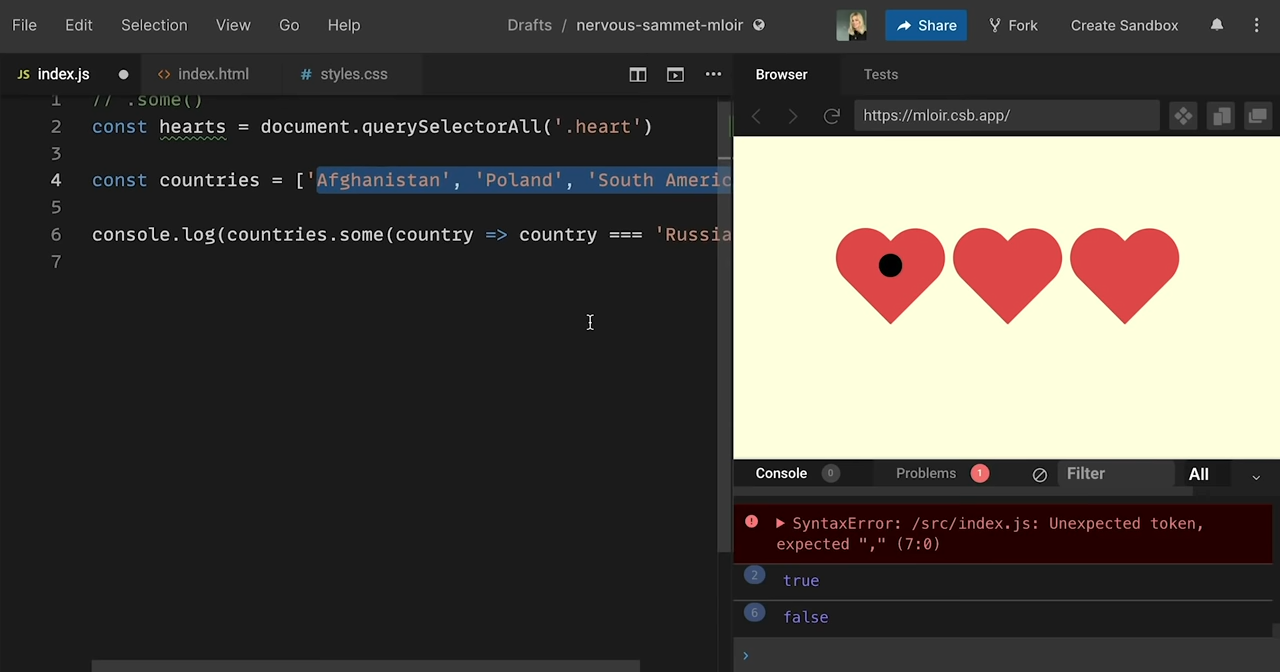 File Edit Selection View Go Help Drafts / nervous-sammet-mloir Share Fork Create Sandbox
JS index.js <> index.html # styles.css Browser Tests
https://mloir.csb.app/
1 // .some()
2 const hearts = document.querySelectorAll('.heart')
3
4 const countries = ['Afghanistan', 'Poland', 'South Americ
5
6 console.log(countries.some(country => country === 'Russia
7
Console 0 Problems 1 Filter All
SyntaxError: /src/index.js: Unexpected token,
expected "," (7:0)
2 true
6 false
›